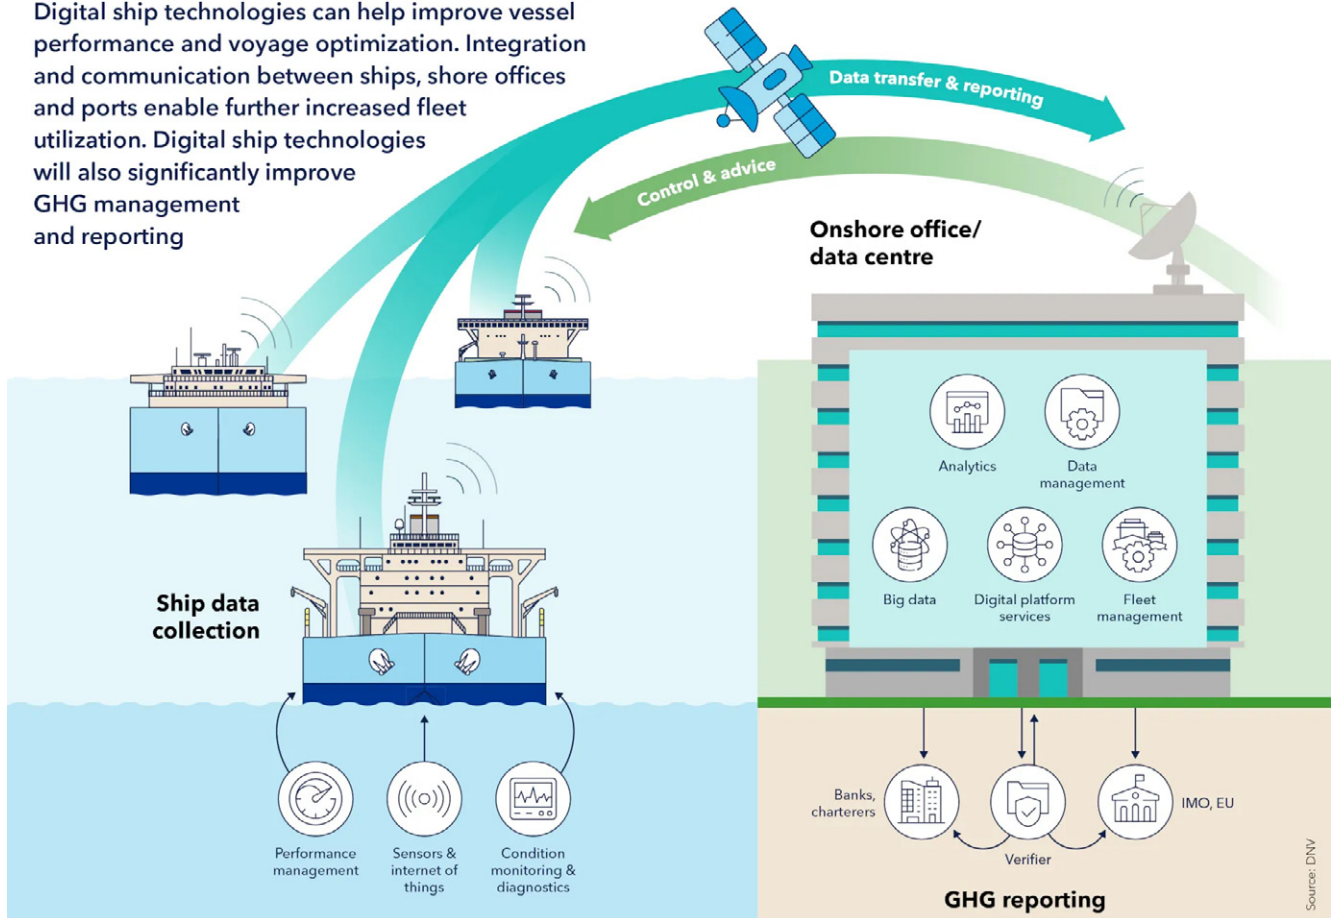 Digital ship technologies can help improve vessel
performance and voyage optimization. Integration
and communication between ships, shore offices
and ports enable further increased fleet
utilization. Digital ship technologies
will also significantly improve
GHG management
and reporting
Data transfer & reporting
Control & advice
Onshore office/
data centre
Analytics
Data
management
Big data
Digital platform
services
Fleet
management
Ship data
collection
Performance
management
Sensors &
internet of
things
Condition
monitoring &
diagnostics
Banks,
charterers
Verifier
IMO, EU
GHG reporting
Source: DNV